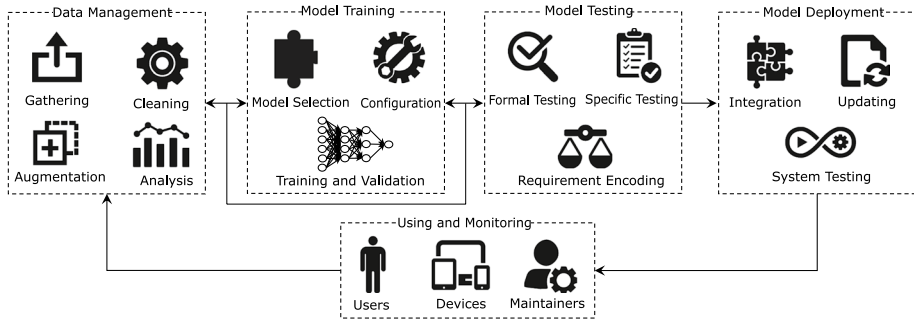 Data Management
Gathering
Cleaning
Augmentation
Analysis
Model Training
Model Selection
Configuration
Training and Validation
Model Testing
Formal Testing
Specific Testing
Requirement Encoding
Model Deployment
Integration
Updating
System Testing
Using and Monitoring
Users
Devices
Maintainers